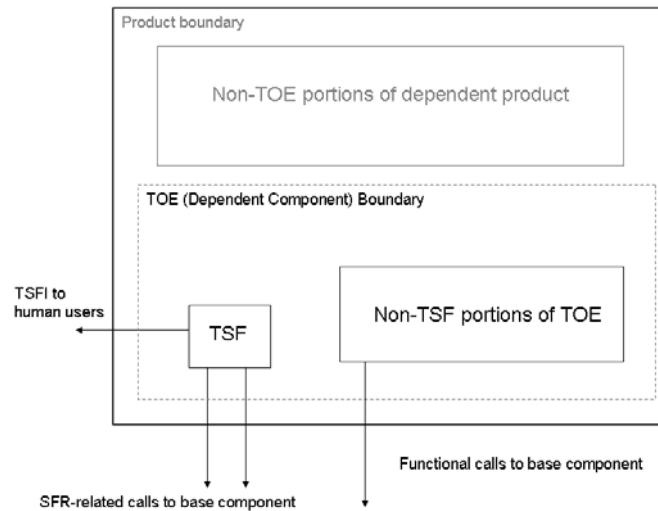 Product boundary
Non-TOE portions of dependent product
TOE (Dependent Component) Boundary
TSFI to
human users
TSF
Non-TSF portions of TOE
Functional calls to base component
SFR-related calls to base component